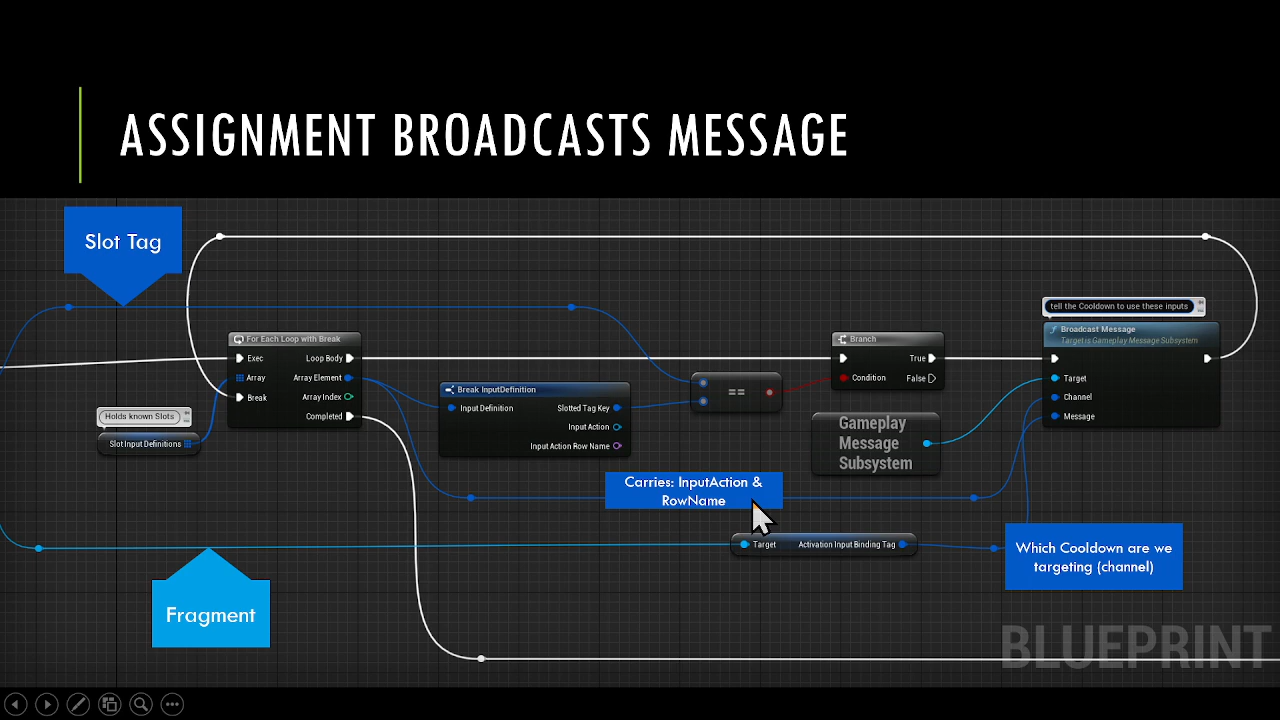 ASSIGNMENT BROADCASTS MESSAGE
Slot Tag
tell the Cooldown to use these inputs
For Each Loop with Break
Exec
Loop Body
Array
Array Element
Break
Array Index
Completed
Holds known Slots
Slot Input Definitions
Break InputDefinition
Input Definition
Slotted Tag Key
Input Action
Input Action Row Name
==
Branch
True
Condition
False
Broadcast Message
Target is Gameplay Message Subsystem
Target
Channel
Message
Gameplay
Message
Subsystem
Carries: InputAction &
RowName
Target
Activation Input Binding Tag
Which Cooldown are we
targeting (channel)
Fragment
BLUEPRINT